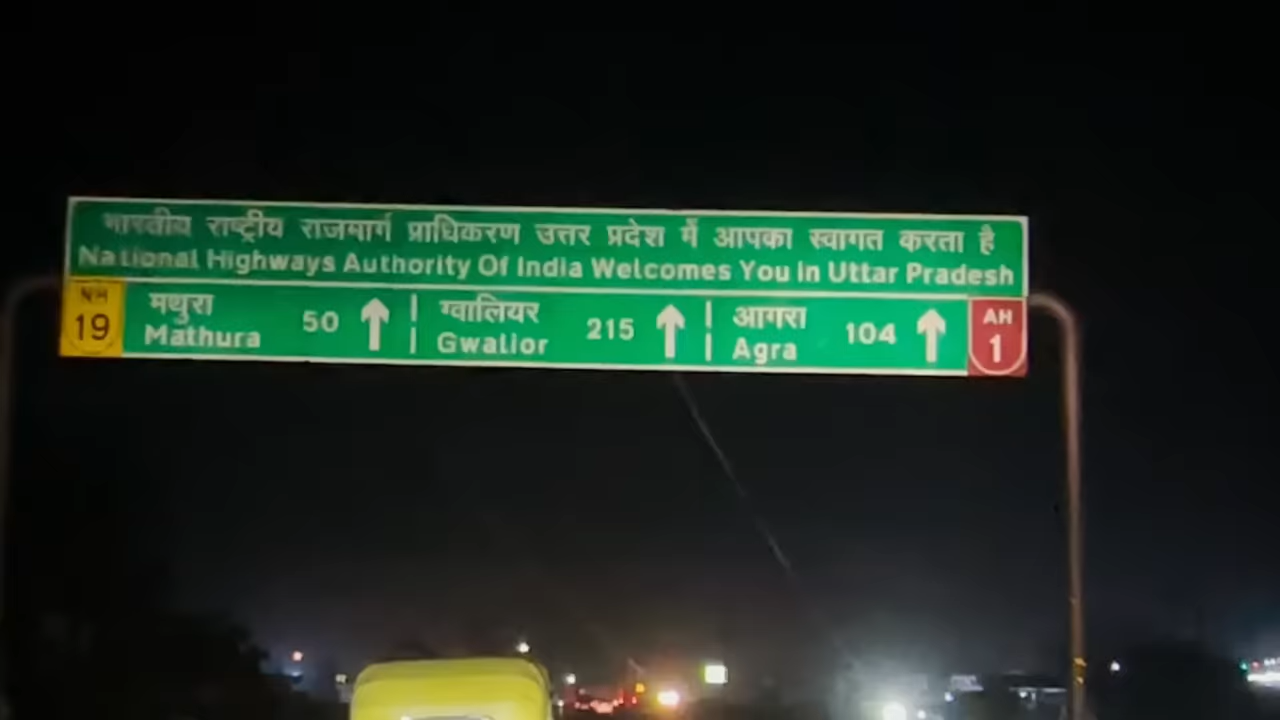 भारतीय राष्ट्रीय राजमार्ग प्राधिकरण उत्तर प्रदेश में आपका स्वागत करता है
National Highways Authority Of India Welcomes You in Uttar Pradesh
NH
19
मथुरा
Mathura
50
ग्वालियर
Gwalior
215
आगरा
Agra
104
AH
1